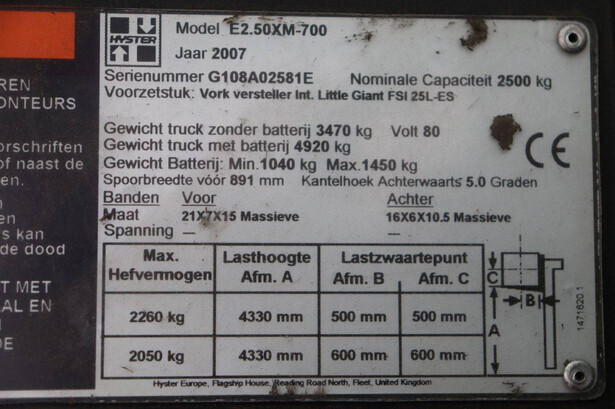 HYSTER
Model E2.50XM-700
Jaar 2007
Serienummer G108A02581E Nominale Capaciteit 2500 kg
Voorzetstuk: Vork versteller Int. Little Giant FSI 25L-ES
Gewicht truck zonder batterij 3470 kg Volt 80
Gewicht truck met batterij 4920 kg
Gewicht Batterij: Min.1040 kg Max.1450 kg
Spoorbreedte vóór 891 mm Kantelhoek Achterwaarts 5.0 Graden
CE
Banden Voor Achter
Maat 21X7X15 Massieve 16X6X10.5 Massieve
Spanning — —
Max. Hefvermogen Lasthoogte Afm. A Lastzwaartepunt Afm. B Afm. C
2260 kg 4330 mm 500 mm 500 mm
2050 kg 4330 mm 600 mm 600 mm
C
B
A
1471620 1
Hyster Europe, Flagship House, Reading Road North, Fleet, United Kingdom
REN
ONTEURS
orschriften
of naast de
en.
en
s kan
de dood
T MET
AAL EN
DE